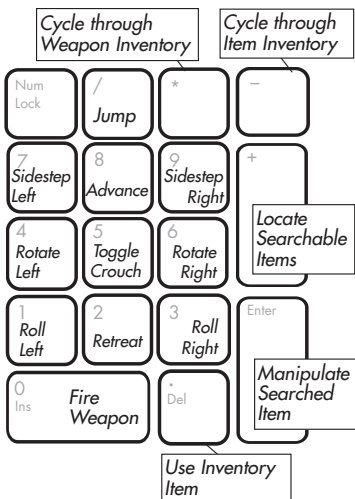 Cycle through
Weapon Inventory
Cycle through
Item Inventory
Num
Lock
/
Jump
*
–
7
Sidestep
Left
8
Advance
9
Sidestep
Right
+
Locate
Searchable
Items
4
Rotate
Left
5
Toggle
Crouch
6
Rotate
Right
1
Roll
Left
2
Retreat
3
Roll
Right
Enter
Manipulate
Searched
Item
0
Ins
Fire
Weapon
.
Del
Use Inventory
Item